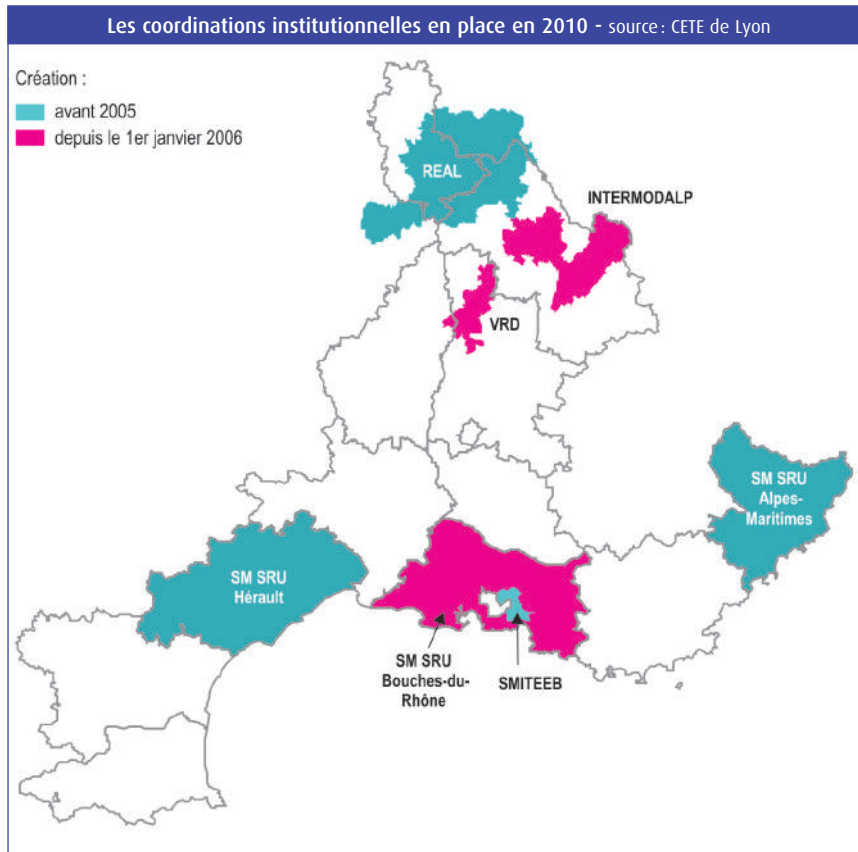 Les coordinations institutionnelles en place en 2010 - source : CETE de Lyon
Création :
avant 2005
depuis le 1er janvier 2006
REAL
INTERMODALP
VRD
SM SRU
Alpes-
Maritimes
SM SRU
Hérault
SM SRU
Bouches-du-
Rhône
SMITEEB